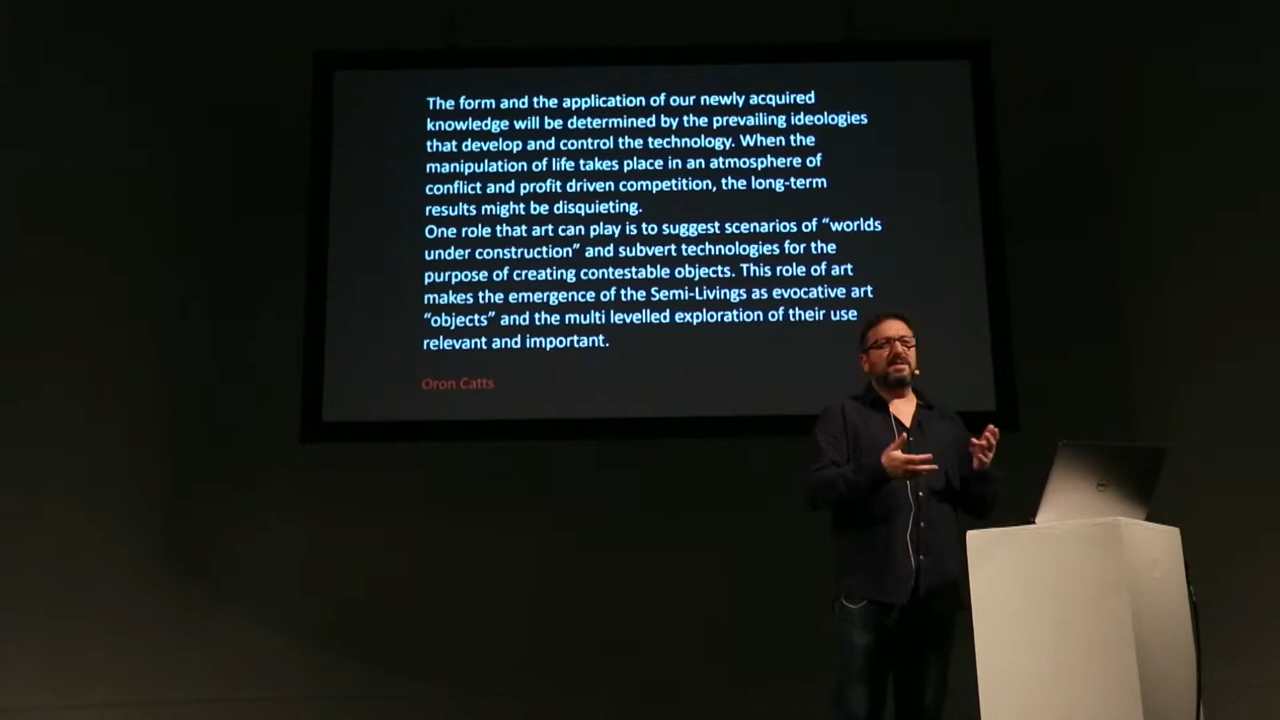 The form and the application of our newly acquired
knowledge will be determined by the prevailing ideologies
that develop and control the technology. When the
manipulation of life takes place in an atmosphere of
conflict and profit driven competition, the long-term
results might be disquieting.
One role that art can play is to suggest scenarios of “worlds
under construction” and subvert technologies for the
purpose of creating contestable objects. This role of art
makes the emergence of the Semi-Livings as evocative art
“objects” and the multi levelled exploration of their use
relevant and important.
Oron Catts